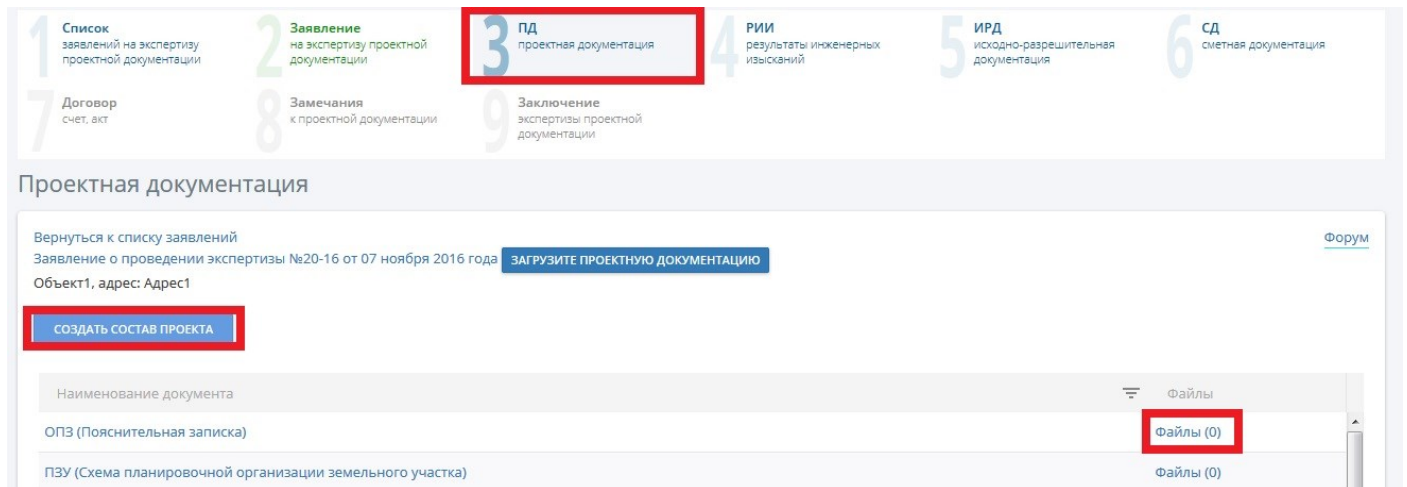 1 Список
заявлений на экспертизу
проектной документации
2 Заявление
на экспертизу проектной
документации
3 ПД
проектная документация
4 РИИ
результаты инженерных
изысканий
5 ИРД
исходно-разрешительная
документация
6 СД
сметная документация
7 Договор
счет, акт
8 Замечания
к проектной документации
9 Заключение
экспертизы проектной
документации
Проектная документация
Вернуться к списку заявлений
Форум
Заявление о проведении экспертизы №20-16 от 07 ноября 2016 года ЗАГРУЗИТЕ ПРОЕКТНУЮ ДОКУМЕНТАЦИЮ
Объект1, адрес: Адрес1
СОЗДАТЬ СОСТАВ ПРОЕКТА
Наименование документа Файлы
ОПЗ (Пояснительная записка) Файлы (0)
ПЗУ (Схема планировочной организации земельного участка) Файлы (0)